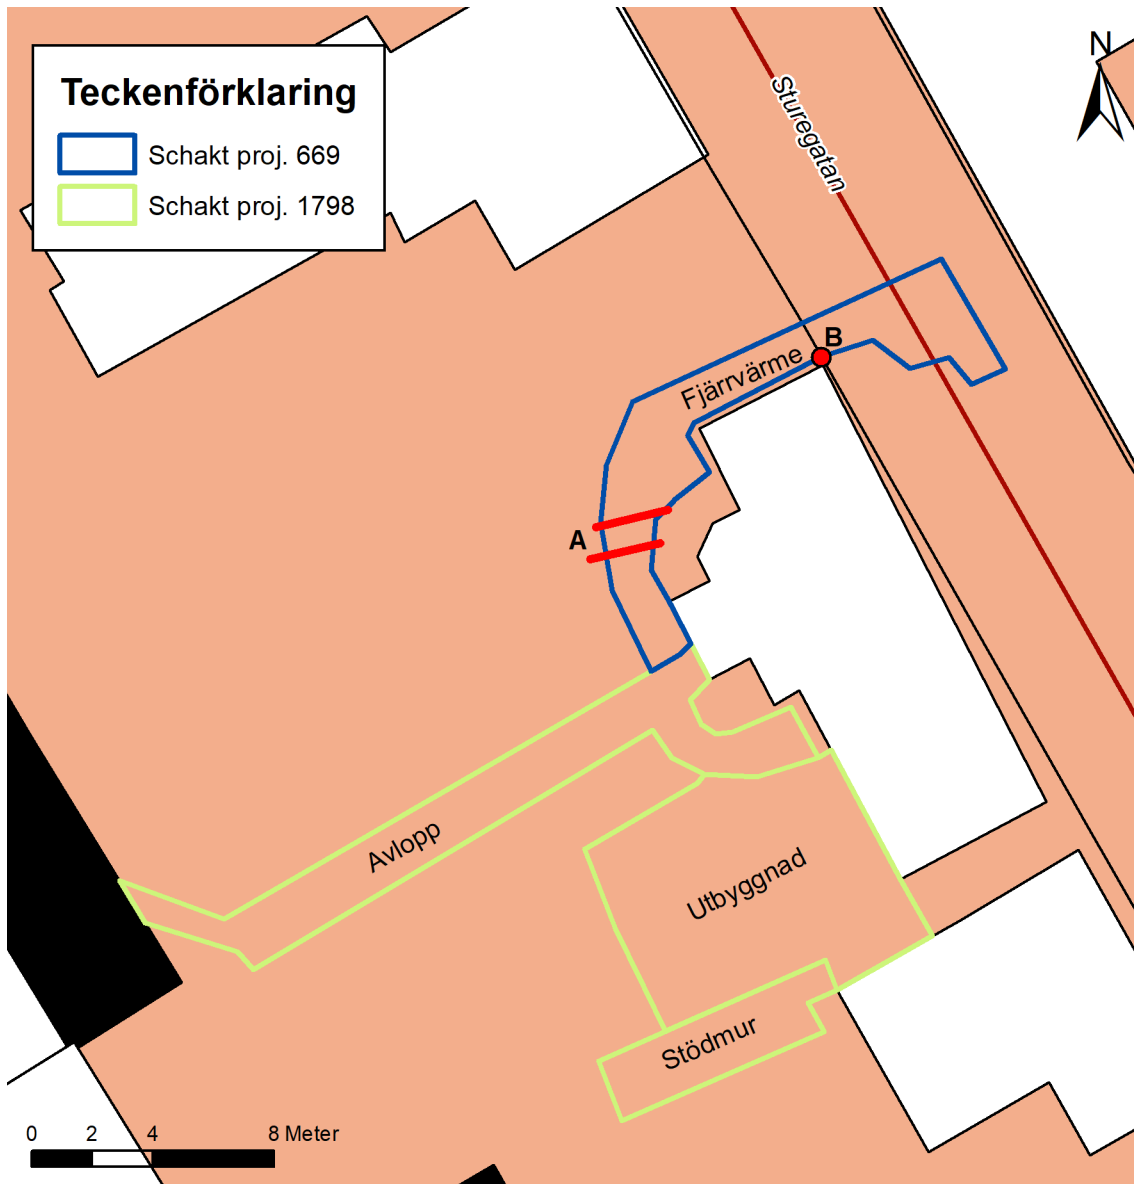 Teckenförklaring
Schakt proj. 669
Schakt proj. 1798
N
Sturegatan
B
Fjärrvärme
A
Avlopp
Utbyggnad
Stödmur
0 2 4 8 Meter